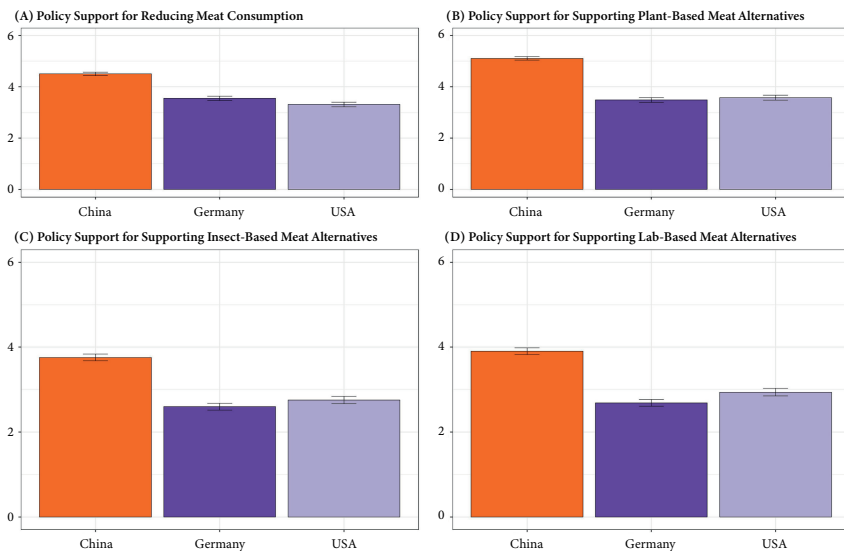 (A) Policy Support for Reducing Meat Consumption
6
4
2
0
China Germany USA
(B) Policy Support for Supporting Plant-Based Meat Alternatives
6
4
2
0
China Germany USA
(C) Policy Support for Supporting Insect-Based Meat Alternatives
6
4
2
0
China Germany USA
(D) Policy Support for Supporting Lab-Based Meat Alternatives
6
4
2
0
China Germany USA